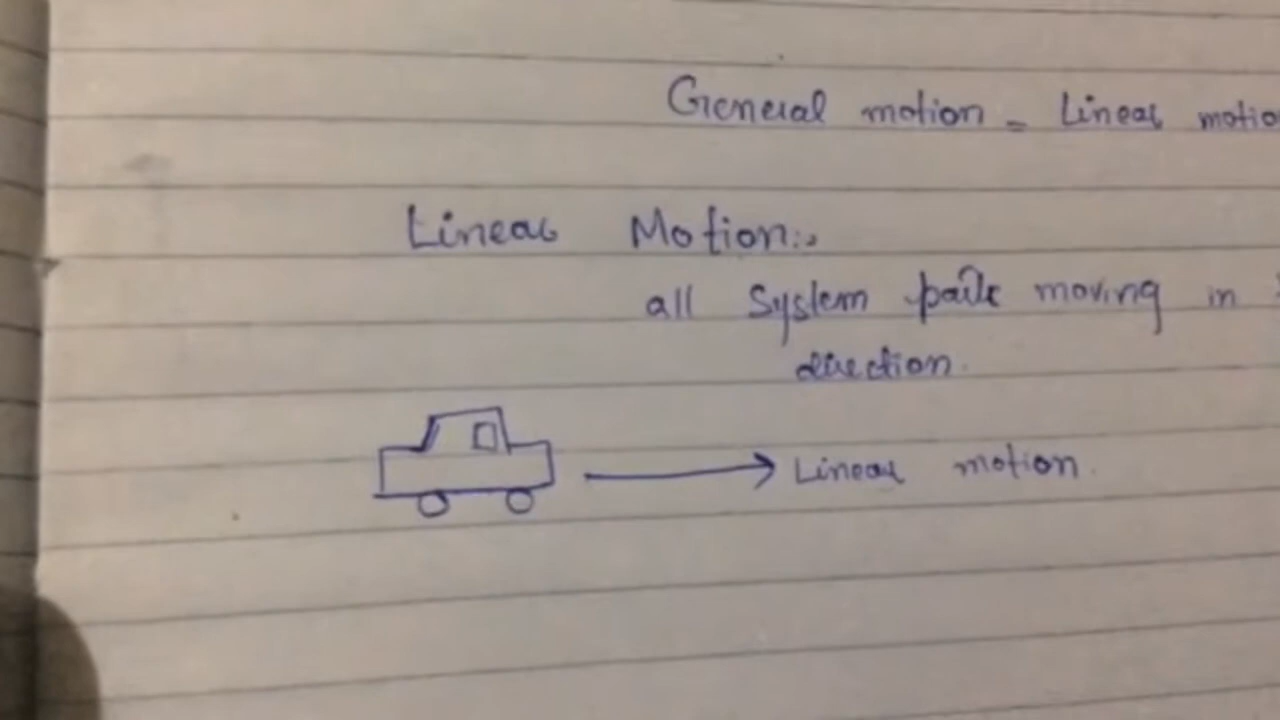 General motion = Linear motio
Linear Motion:-
all System parts moving in
direction.
Linear motion.